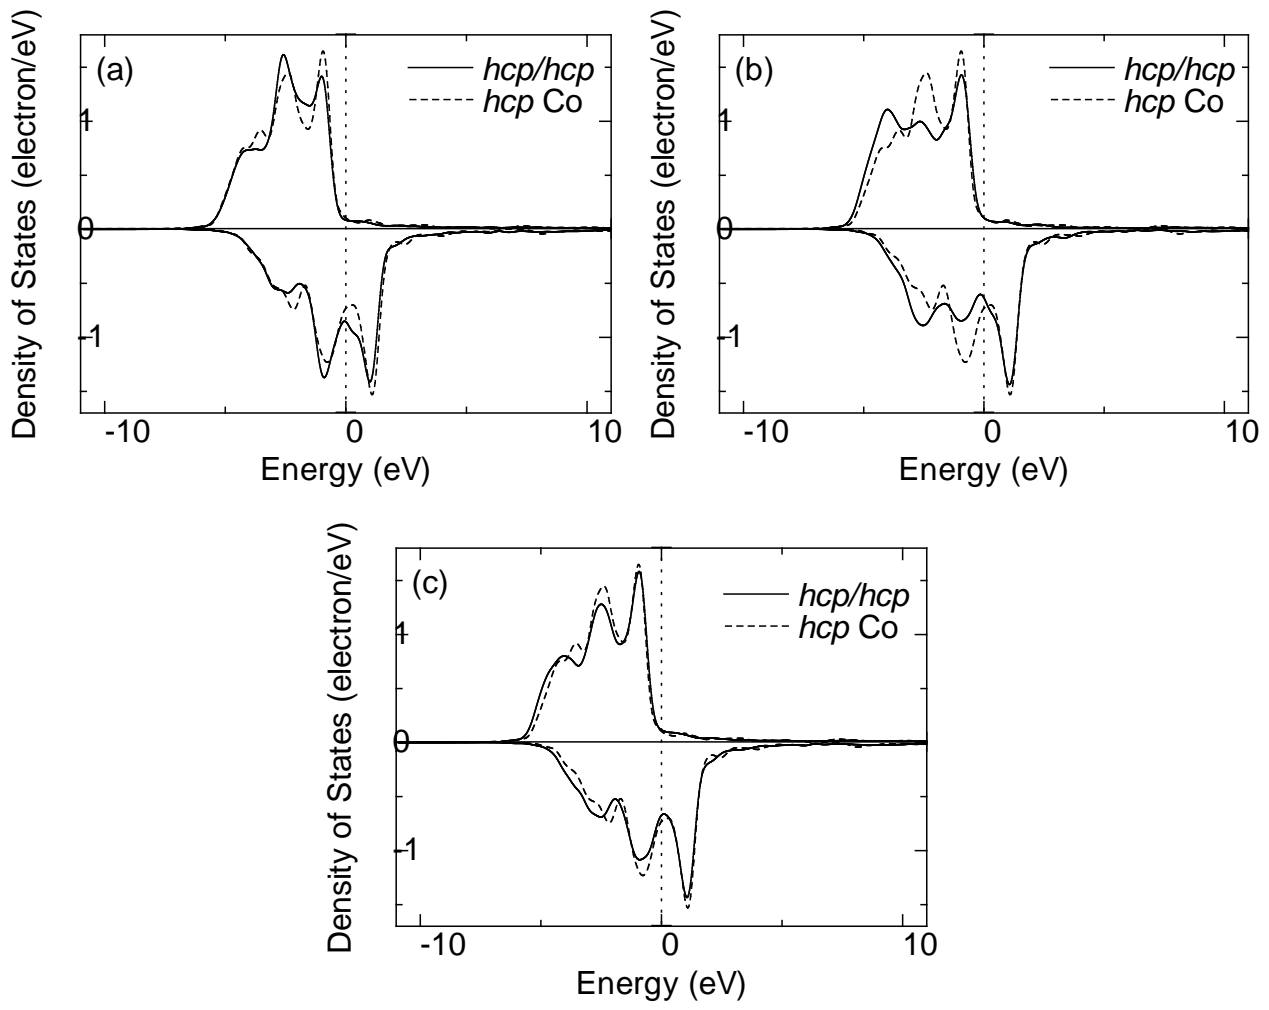 (a)
hcp/hcp
hcp Co
Density of States (electron/eV)
1
0
-1
-10
0
10
Energy (eV)
(b)
hcp/hcp
hcp Co
Density of States (electron/eV)
1
0
-1
-10
0
10
Energy (eV)
(c)
hcp/hcp
hcp Co
Density of States (electron/eV)
1
0
-1
-10
0
10
Energy (eV)